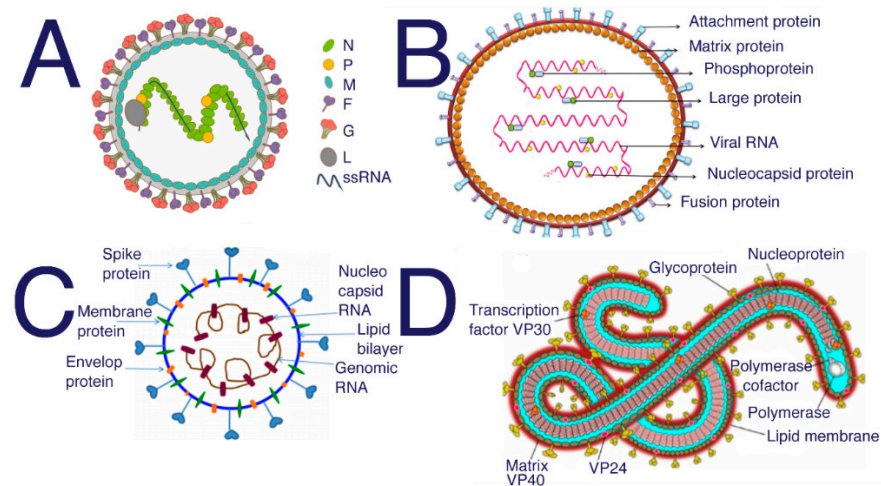 A
N
P
M
F
G
L
ssRNA
B
Attachment protein
Matrix protein
Phosphoprotein
Large protein
Viral RNA
Nucleocapsid protein
Fusion protein
C
Spike
protein
Membrane
protein
Envelop
protein
Nucleo
capsid
RNA
Lipid
bilayer
Genomic
RNA
D
Nucleoprotein
Glycoprotein
Transcription
factor VP30
Polymerase
cofactor
Polymerase
Lipid membrane
VP24
Matrix
VP40